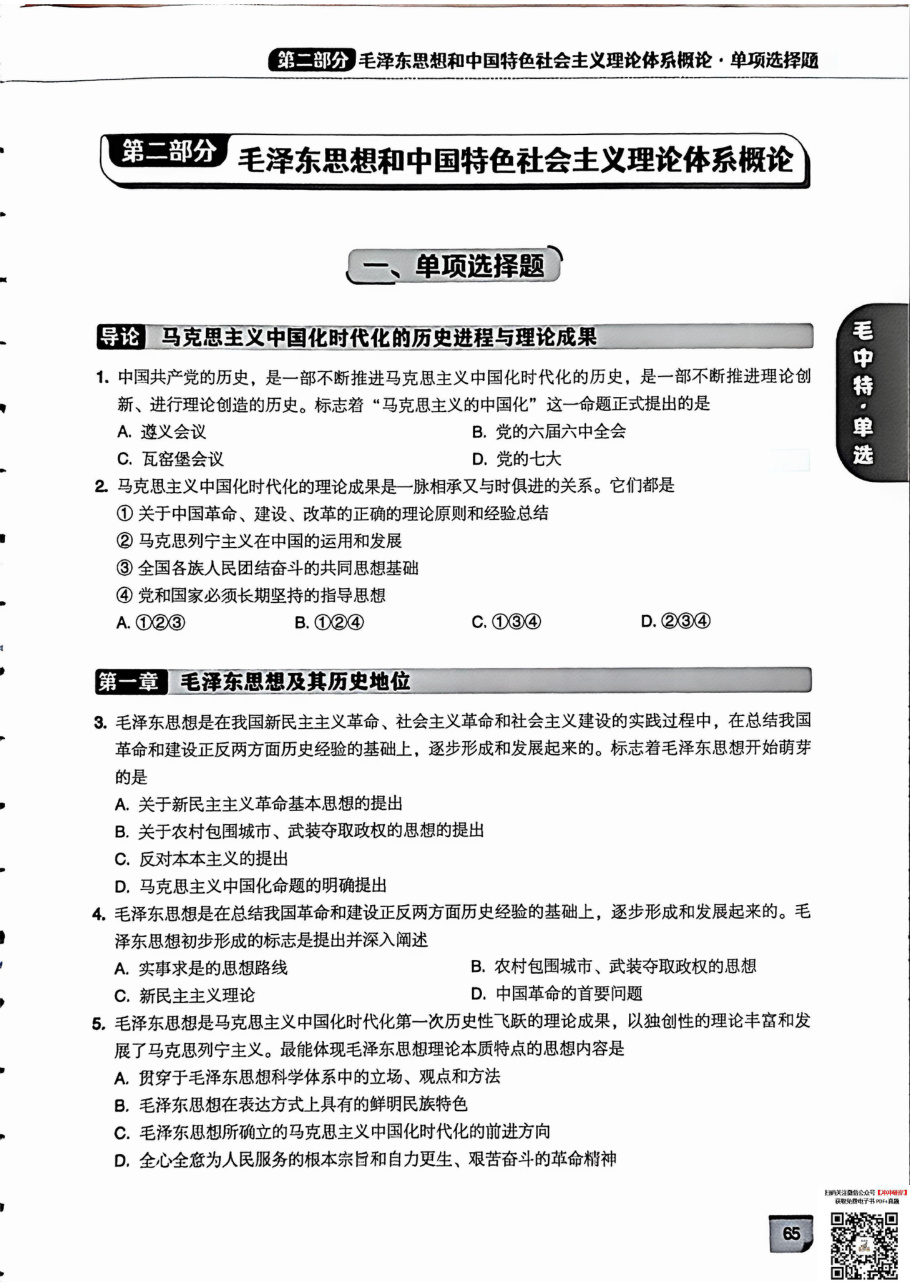 第二部分 毛泽东思想和中国特色社会主义理论体系概论·单项选择题
第二部分 毛泽东思想和中国特色社会主义理论体系概论
一、单项选择题
导论 马克思主义中国化时代化的历史进程与理论成果
1. 中国共产党的历史，是一部不断推进马克思主义中国化时代化的历史，是一部不断推进理论创
新、进行理论创造的历史。标志着“马克思主义的中国化”这一命题正式提出的是
A. 遵义会议 B. 党的六届六中全会
C. 瓦窑堡会议 D. 党的七大
2. 马克思主义中国化时代化的理论成果是一脉相承又与时俱进的关系。它们都是
① 关于中国革命、建设、改革的正确的理论原则和经验总结
② 马克思列宁主义在中国的运用和发展
③ 全国各族人民团结奋斗的共同思想基础
④ 党和国家必须长期坚持的指导思想
A. ①②③ B. ①②④ C. ①③④ D. ②③④
第一章 毛泽东思想及其历史地位
3. 毛泽东思想是在我国新民主主义革命、社会主义革命和社会主义建设的实践过程中，在总结我国
革命和建设正反两方面历史经验的基础上，逐步形成和发展起来的。标志着毛泽东思想开始萌芽
的是
A. 关于新民主主义革命基本思想的提出
B. 关于农村包围城市、武装夺取政权的思想的提出
C. 反对本本主义的提出
D. 马克思主义中国化命题的明确提出
4. 毛泽东思想是在总结我国革命和建设正反两方面历史经验的基础上，逐步形成和发展起来的。毛
泽东思想初步形成的标志是提出并深入阐述
A. 实事求是的思想路线 B. 农村包围城市、武装夺取政权的思想
C. 新民主主义理论 D. 中国革命的首要问题
5. 毛泽东思想是马克思主义中国化时代化第一次历史性飞跃的理论成果，以独创性的理论丰富和发
展了马克思列宁主义。最能体现毛泽东思想理论本质特点的思想内容是
A. 贯穿于毛泽东思想科学体系中的立场、观点和方法
B. 毛泽东思想在表达方式上具有的鲜明民族特色
C. 毛泽东思想所确立的马克思主义中国化时代化的前进方向
D. 全心全意为人民服务的根本宗旨和自力更生、艰苦奋斗的革命精神
毛中特·单选
扫码关注微信公众号
获取免费电子书PDF+真题
65